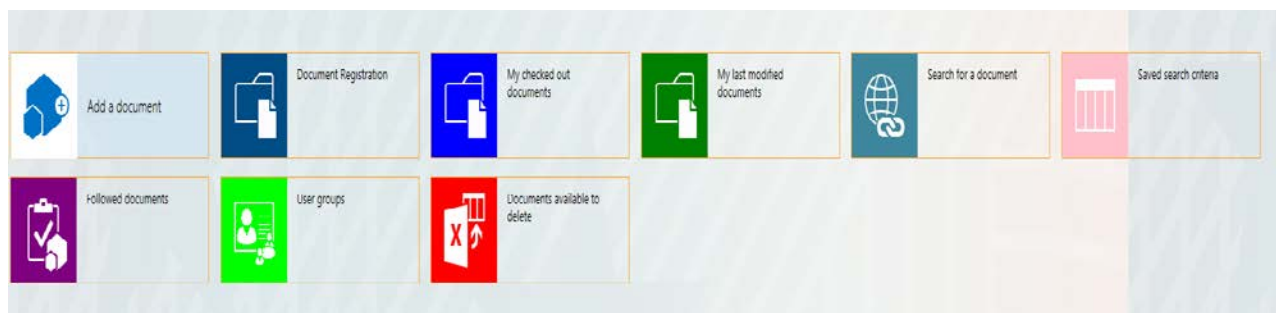 Add a document
Document Registration
My checked out
documents
My last modified
documents
Search for a document
Saved search criteria
Followed documents
User groups
Documents available to
delete
X